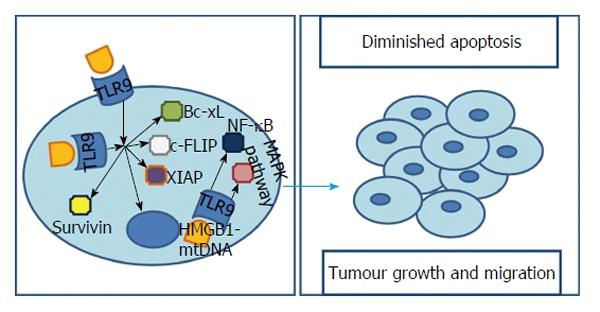 TLR9
TLR9
Bc-xL
NF-κB
c-FLIP
MAPK
pathway
XIAP
TLR9
Survivin
HMGB1-
mtDNA
Diminished apoptosis
Tumour growth and migration